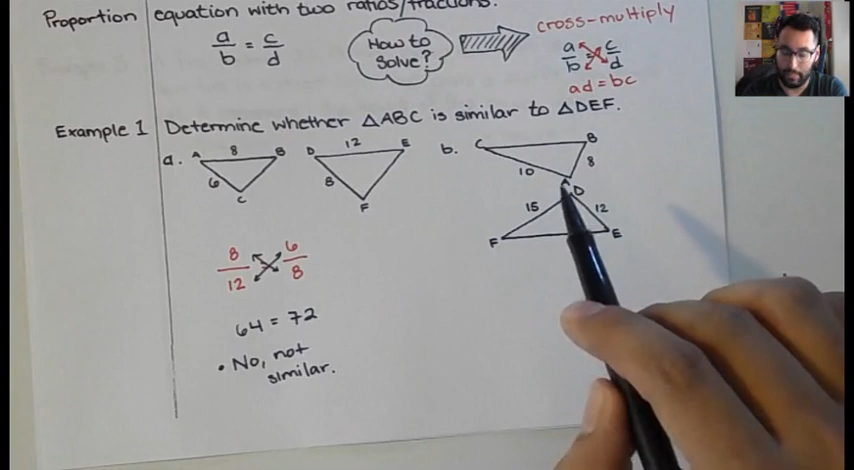 Proportion equation with two ratios/fractions.
a/b = c/d
How to
Solve?
cross-multiply
a/b = c/d
ad = bc
Example 1 Determine whether △ABC is similar to △DEF.
a.
A 8 B
6
C
D 12 E
8
F
b.
C B
10 8
A
D
15 12
F E
8/12 6/8
64 = 72
• No, not
similar.